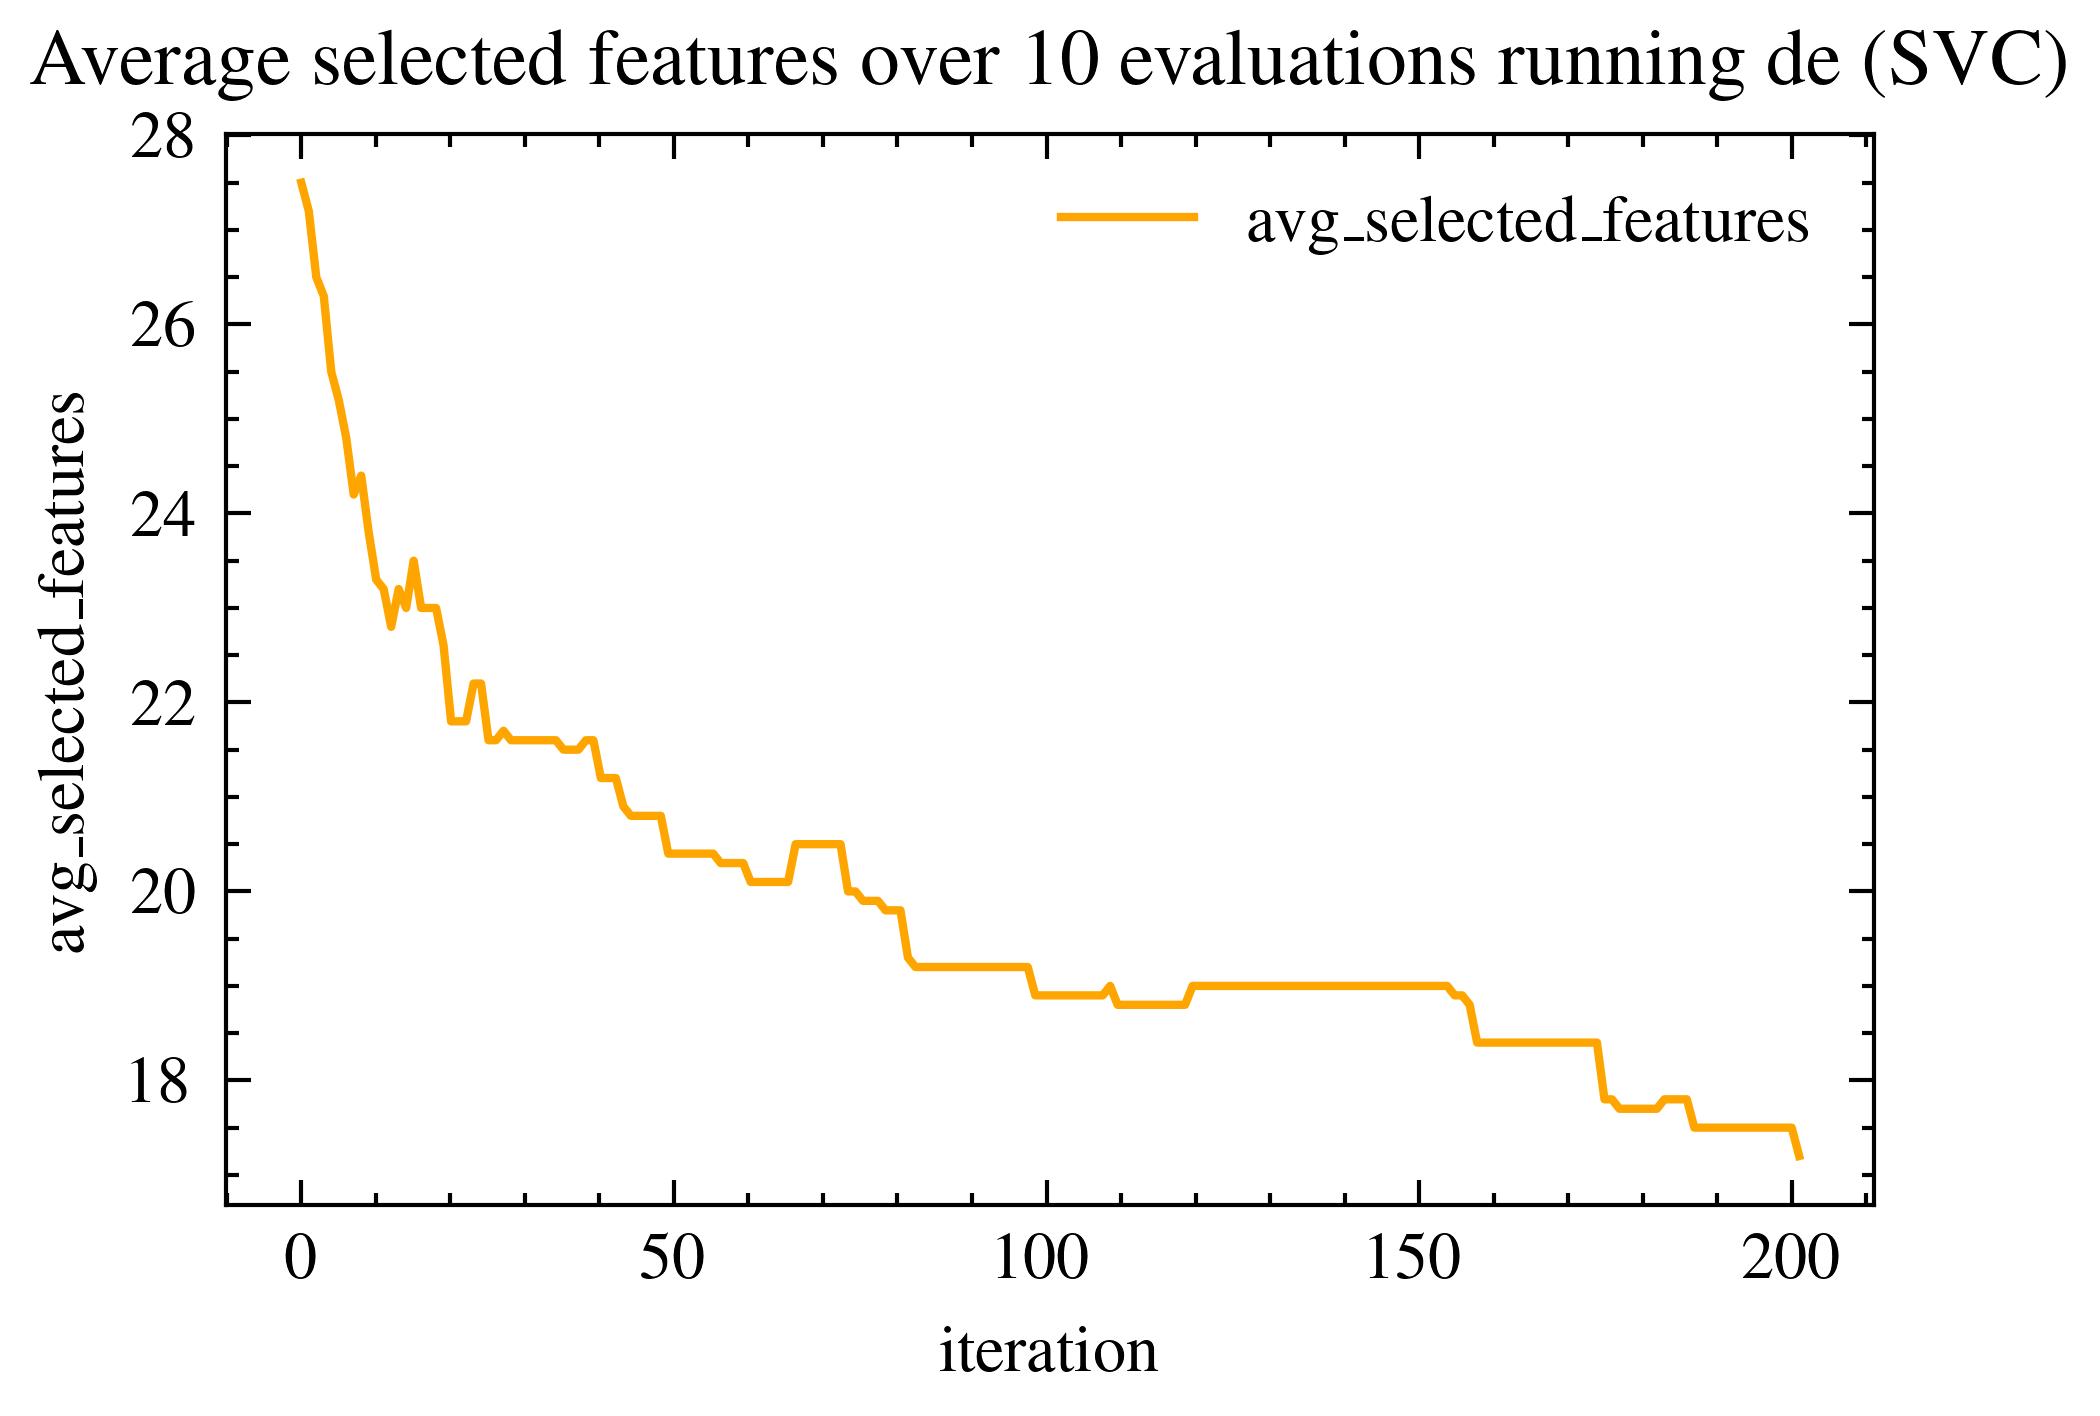 Average selected features over 10 evaluations running de (SVC)
avg_selected_features
28
26
24
22
20
18
avg_selected_features
0 50 100 150 200
iteration